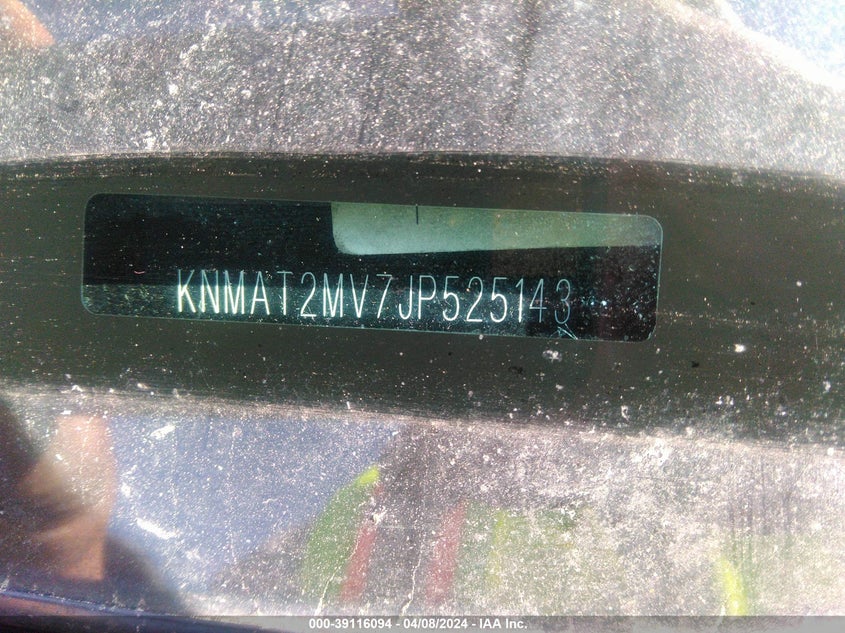 KNMAT2MV7JP525143
000-39116094 - 04/08/2024 - IAA Inc.